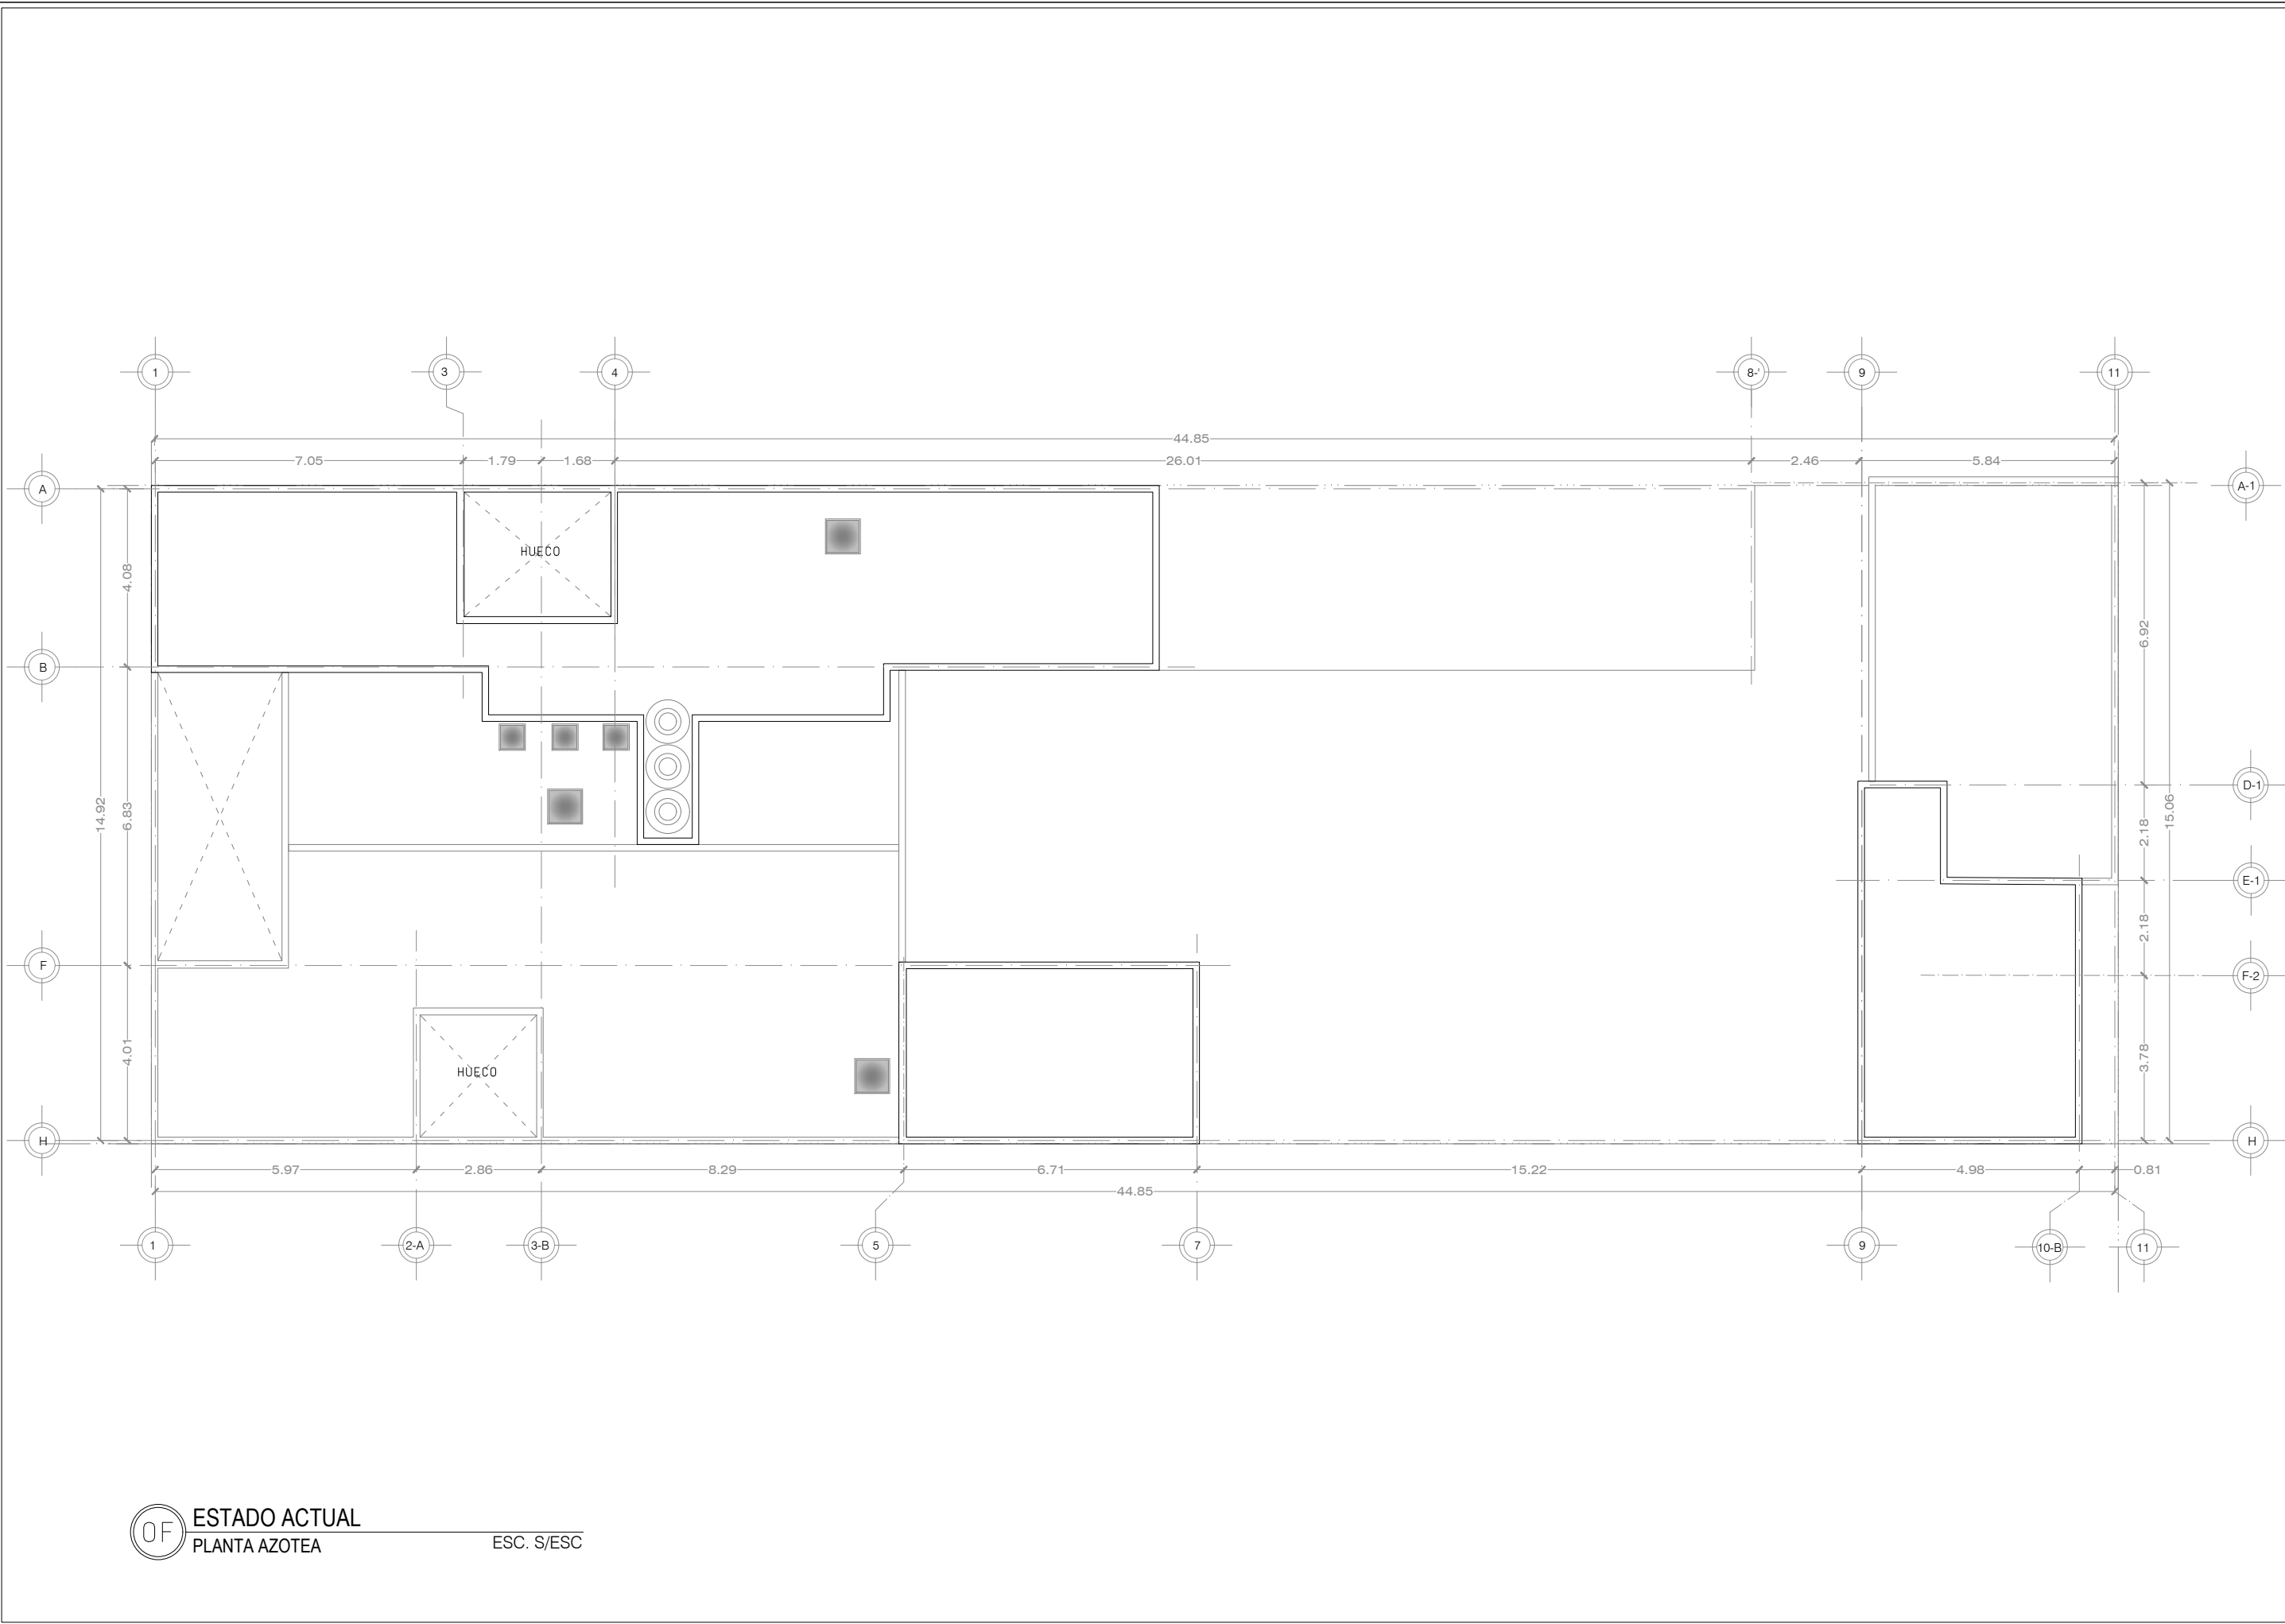 1 3 4 8-' 9 11
44.85
7.05 1.79 1.68 26.01 2.46 5.84
A A-1
HUECO
4.08
6.92
B
D-1
14.92 6.83 2.18 15.06
E-1
2.18
F F-2
4.01 3.78
HUECO
H H
5.97 2.86 8.29 6.71 15.22 4.98 0.81
44.85
1 2-A 3-B 5 7 9 10-B 11
OF
ESTADO ACTUAL
PLANTA AZOTEA ESC. S/ESC